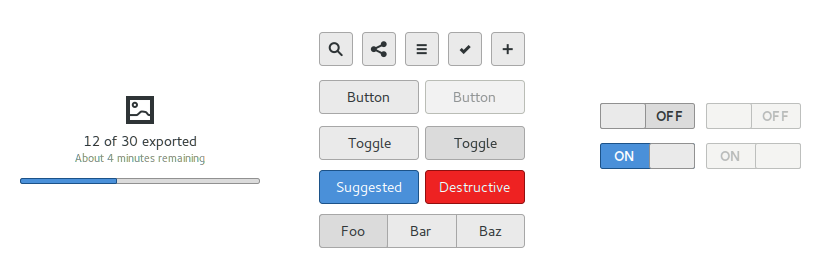 12 of 30 exported
About 4 minutes remaining
Button
Button
Toggle
Toggle
Suggested
Destructive
Foo
Bar
Baz
OFF
OFF
ON
ON